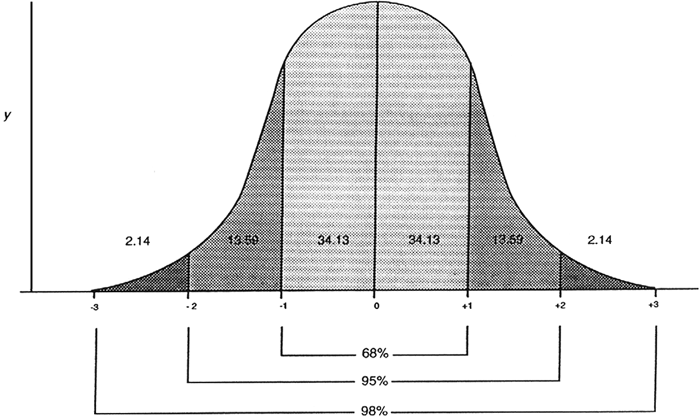 y
2.14 13.59 34.13 34.13 13.59 2.14
-3 -2 -1 0 +1 +2 +3
68%
95%
98%